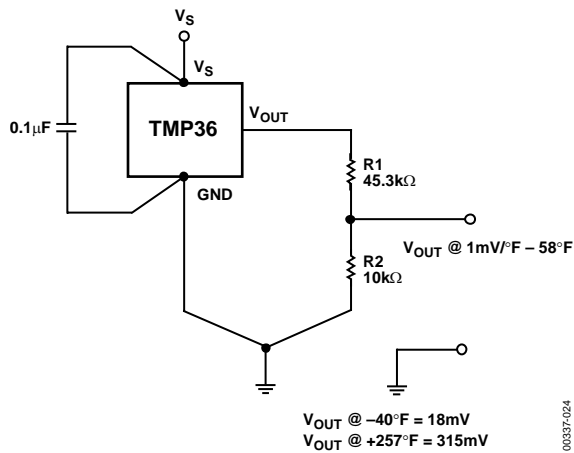 V_S
V_S
0.1µF
TMP36
V_OUT
GND
R1
45.3kΩ
R2
10kΩ
V_OUT @ 1mV/°F – 58°F
V_OUT @ –40°F = 18mV
V_OUT @ +257°F = 315mV
00337-024